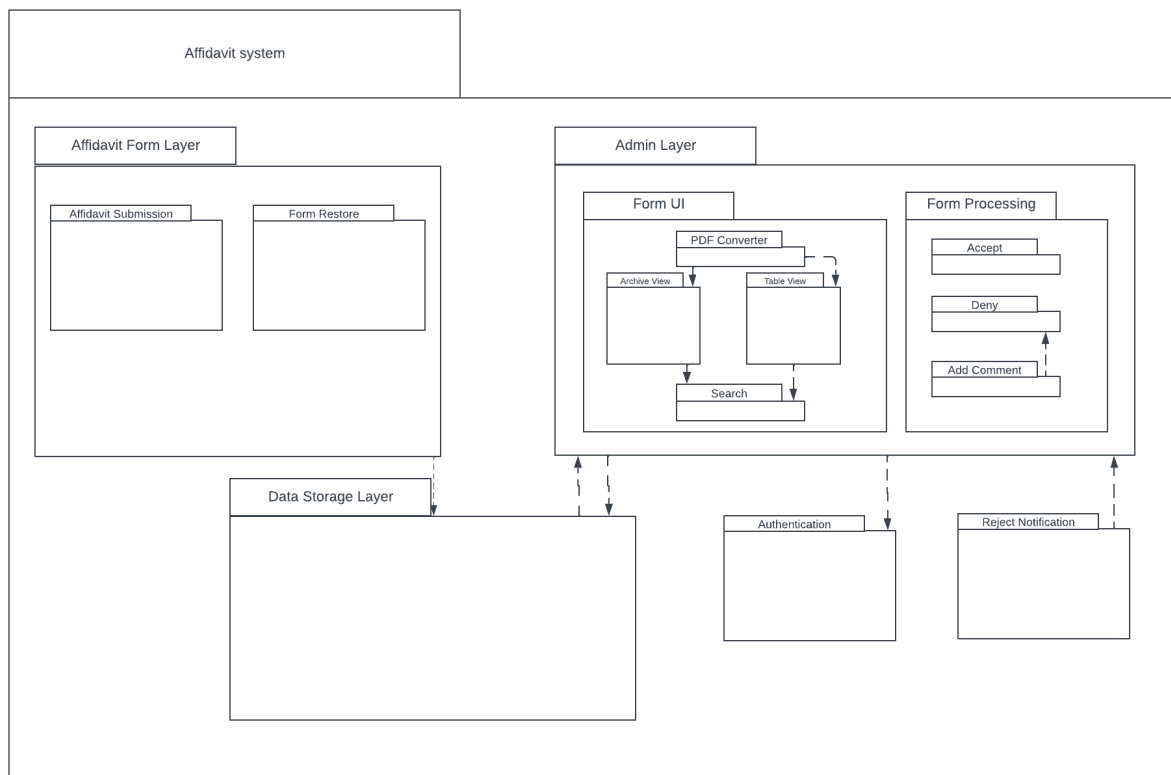 Affidavit system
Affidavit Form Layer
Admin Layer
Affidavit Submission
Form Restore
Form UI
Form Processing
PDF Converter
Accept
Archive View
Table View
Deny
Add Comment
Search
Data Storage Layer
Authentication
Reject Notification